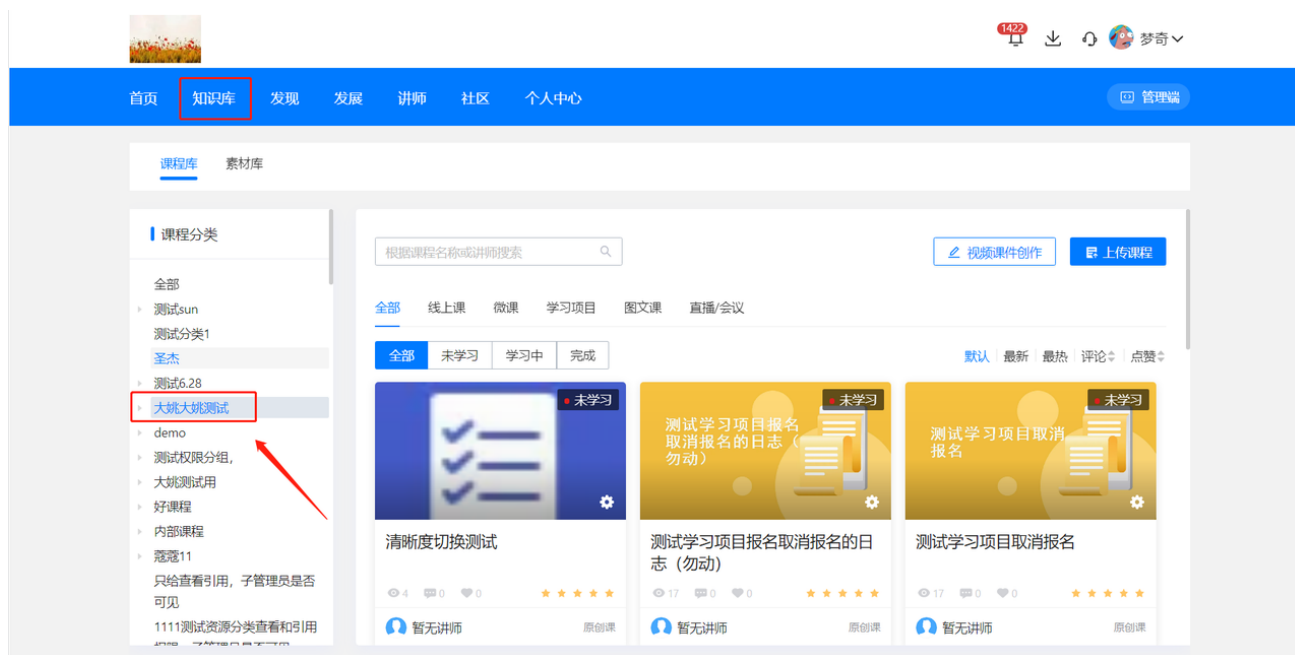 1422
梦奇
首页 知识库 发现 发展 讲师 社区 个人中心 管理端
课程库 素材库
课程分类
全部
测试sun
测试分类1
圣杰
测试6.28
大姚大姚测试
demo
测试权限分组，
大姚测试用
好课程
内部课程
蔻蔻11
只给查看引用，子管理员是否
可见
1111测试资源分类查看和引用
根据课程名称或讲师搜索
视频课件创作 上传课程
全部 线上课 微课 学习项目 图文课 直播/会议
全部 未学习 学习中 完成
默认 最新 最热 评论 点赞
未学习
清晰度切换测试
4 0 0
暂无讲师 原创课
未学习
测试学习项目报名
取消报名的日志（
勿动）
测试学习项目报名取消报名的日
志（勿动）
17 0 0
暂无讲师 原创课
未学习
测试学习项目取消
报名
测试学习项目取消报名
17 0 0
暂无讲师 原创课